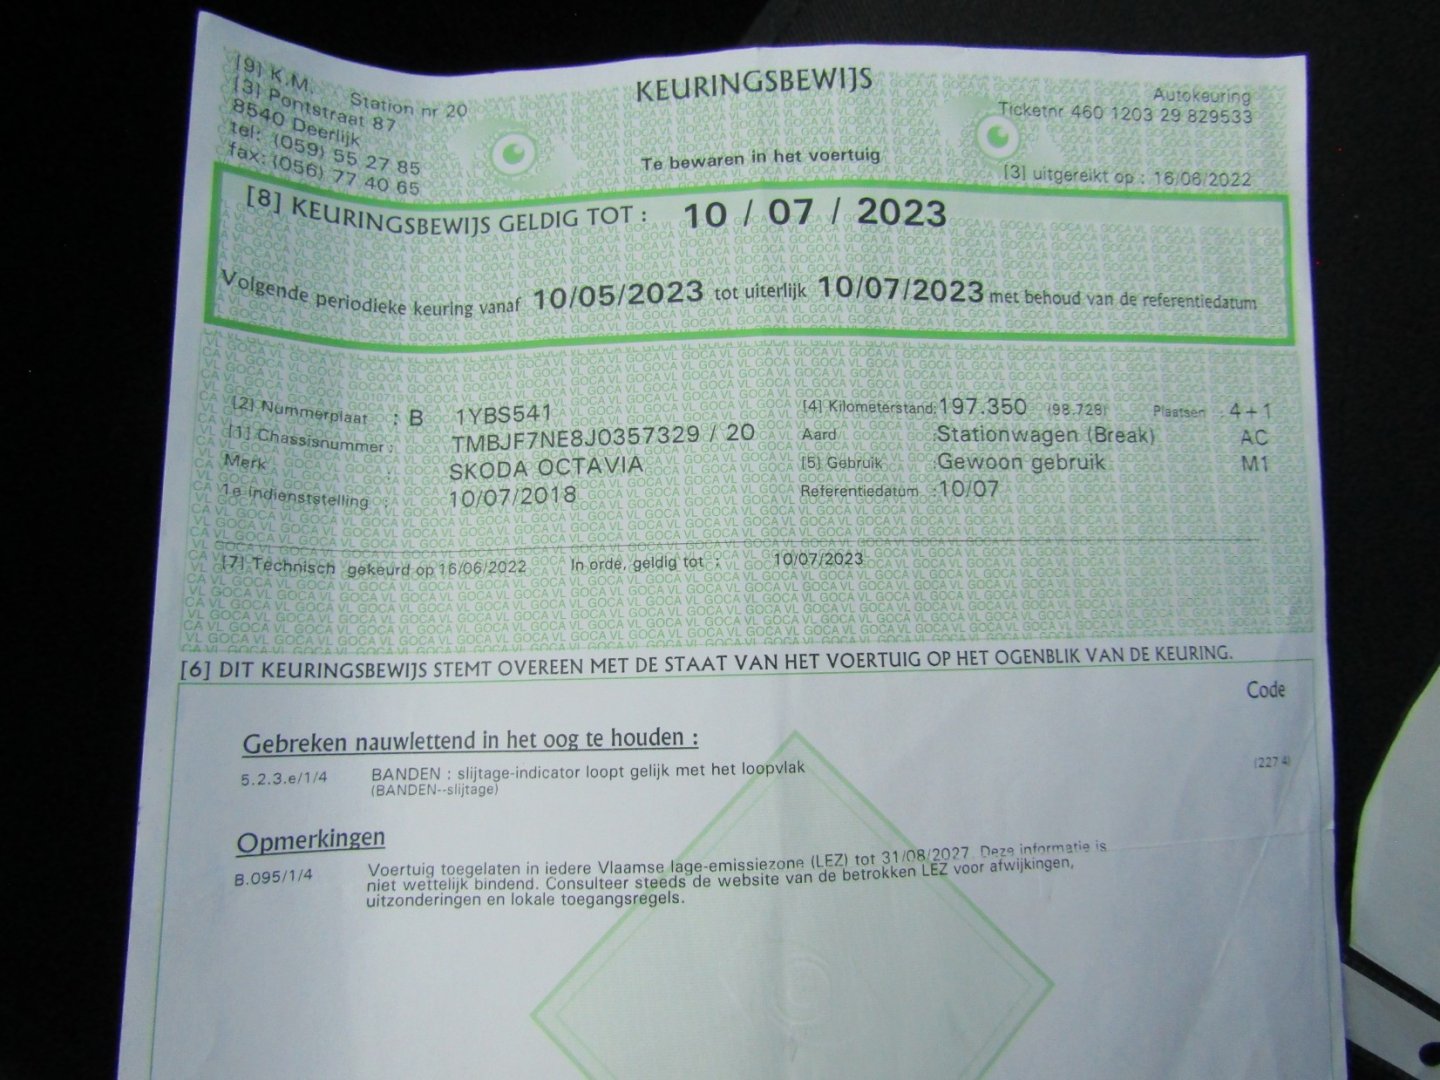 KEURINGSBEWIJS
[9] K.M. Station nr 20
[3] Pontstraat 87
8540 Deerlijk
tel: (059) 55 27 85
fax: (056) 77 40 65
Te bewaren in het voertuig
Autokeuring
Ticketnr 460 1203 29 829533
[3] uitgereikt op : 16/06/2022
[8] KEURINGSBEWIJS GELDIG TOT : 10 / 07 / 2023
Volgende periodieke keuring vanaf 10/05/2023 tot uiterlijk 10/07/2023 met behoud van de referentiedatum
[2] Nummerplaat : B 1YBS541
[1] Chassisnummer : TMBJF7NE8J0357329 / 20
Merk : SKODA OCTAVIA
1e indienststelling : 10/07/2018
[4] Kilometerstand: 197.350 (98.728) Plaatsen 4+1
Aard :Stationwagen (Break) AC
[5] Gebruik :Gewoon gebruik M1
Referentiedatum :10/07
[7] Technisch gekeurd op 16/06/2022 In orde, geldig tot : 10/07/2023
[6] DIT KEURINGSBEWIJS STEMT OVEREEN MET DE STAAT VAN HET VOERTUIG OP HET OGENBLIK VAN DE KEURING.
Code
Gebreken nauwlettend in het oog te houden :
5.2.3.e/1/4 BANDEN : slijtage-indicator loopt gelijk met het loopvlak (227 4)
(BANDEN--slijtage)
Opmerkingen
B.095/1/4 Voertuig toegelaten in iedere Vlaamse lage-emissiezone (LEZ) tot 31/08/2027. Deze informatie is
niet wettelijk bindend. Consulteer steeds de website van de betrokken LEZ voor afwijkingen,
uitzonderingen en lokale toegangsregels.